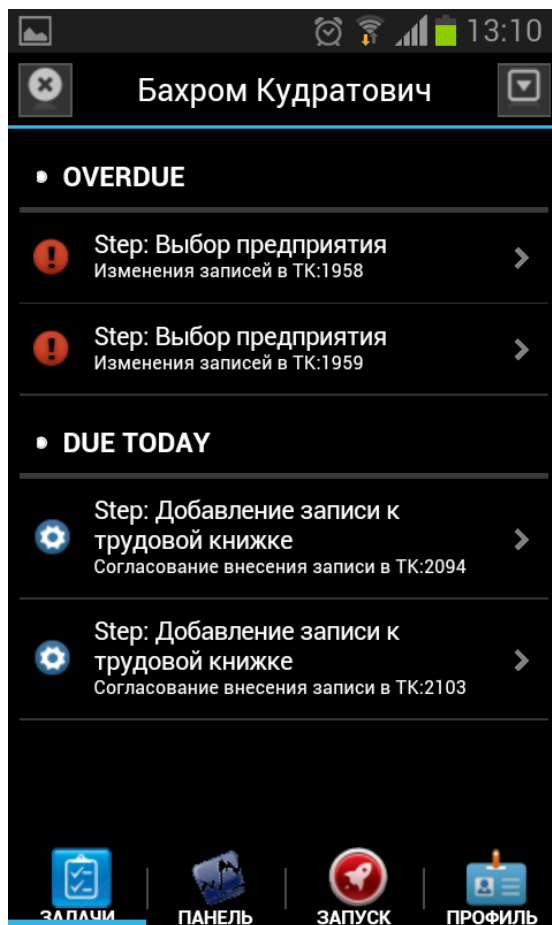 13:10
Бахром Кудратович
OVERDUE
Step: Выбор предприятия
Изменения записей в ТК:1958
Step: Выбор предприятия
Изменения записей в ТК:1959
DUE TODAY
Step: Добавление записи к
трудовой книжке
Согласование внесения записи в ТК:2094
Step: Добавление записи к
трудовой книжке
Согласование внесения записи в ТК:2103
ЗАДАЧИ ПАНЕЛЬ ЗАПУСК ПРОФИЛЬ